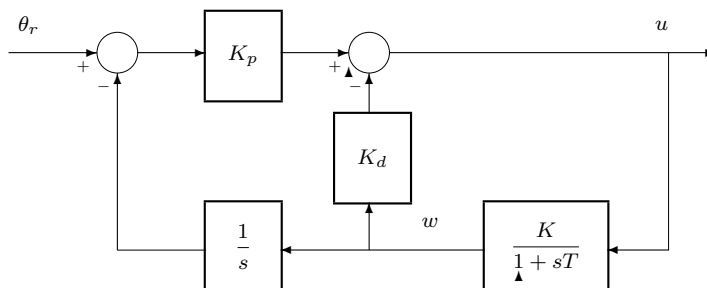 θ_r
u
+
K_p
+
−
−
K_d
w
1/s
K/(1 + sT)